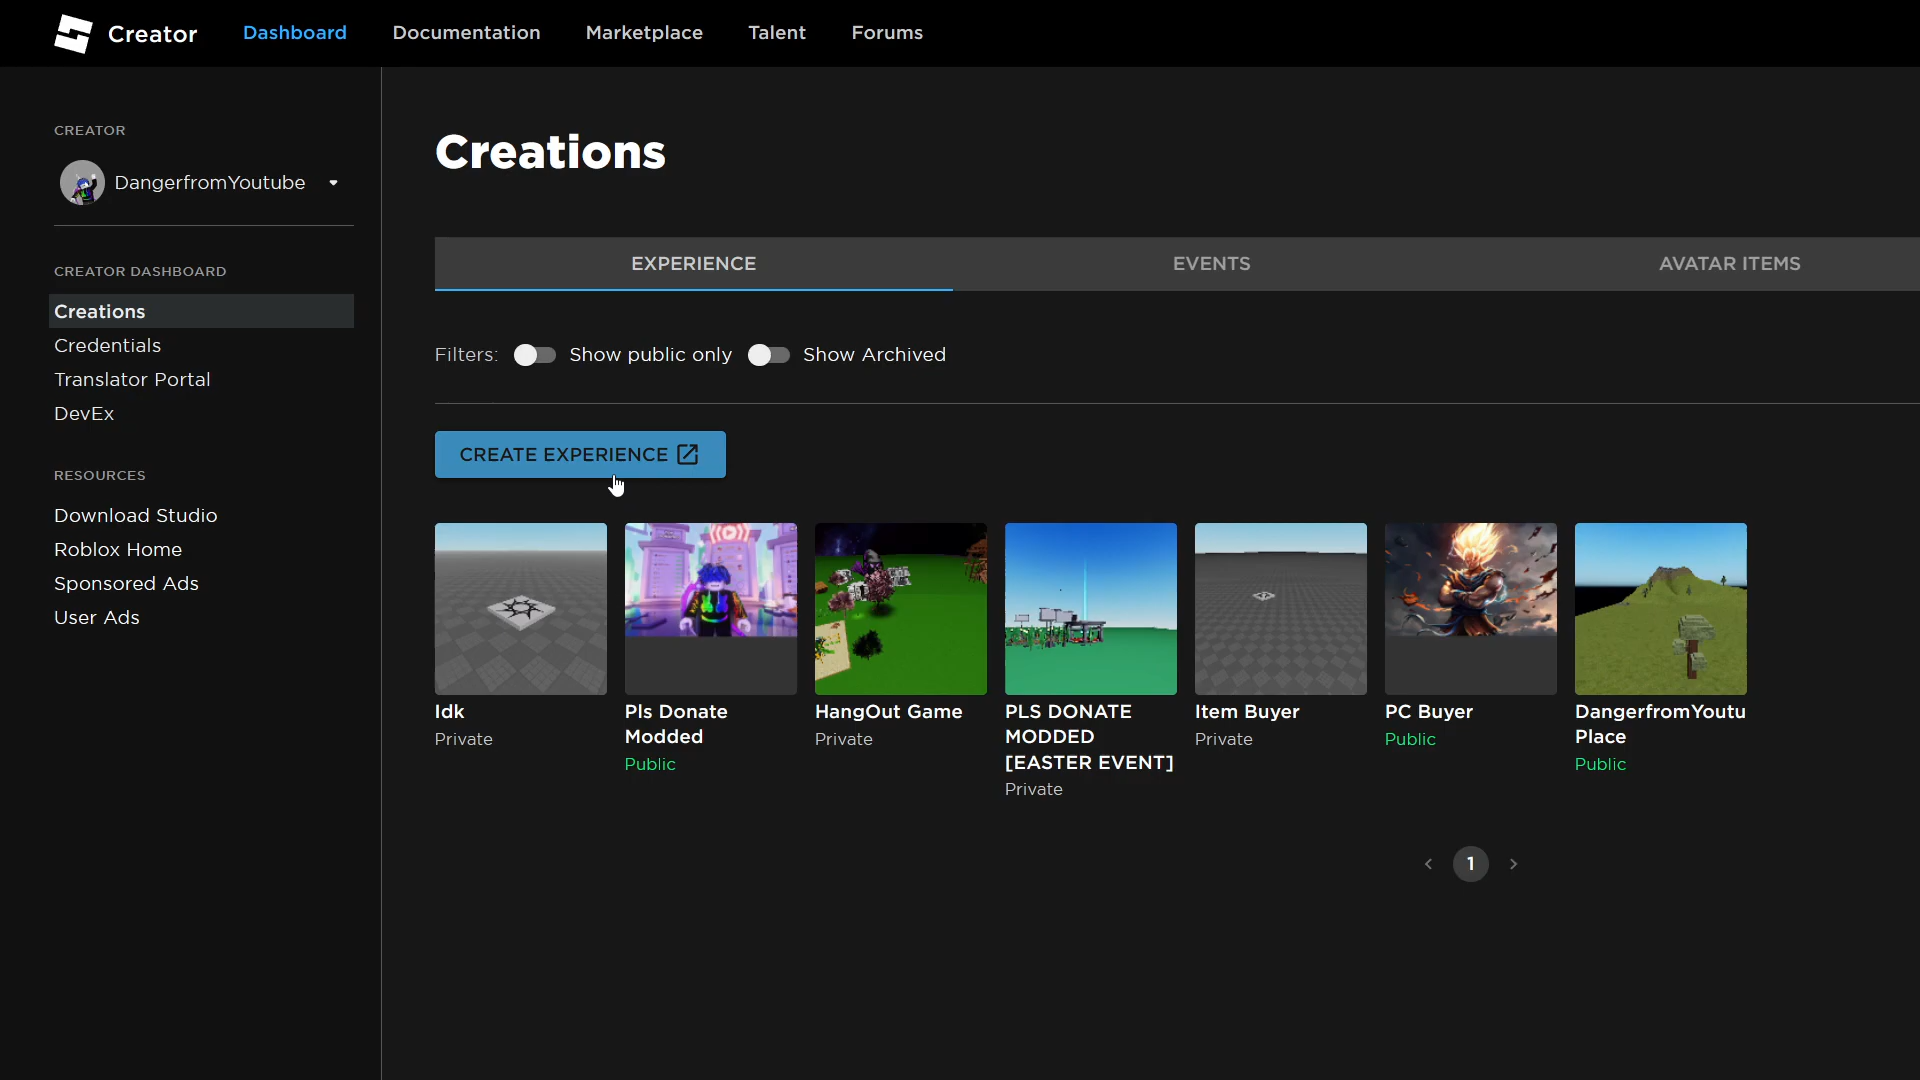 Creator
Dashboard
Documentation
Marketplace
Talent
Forums
CREATOR
DangerfromYoutube
CREATOR DASHBOARD
Creations
Credentials
Translator Portal
DevEx
RESOURCES
Download Studio
Roblox Home
Sponsored Ads
User Ads
Creations
EXPERIENCE
EVENTS
AVATAR ITEMS
Filters:
Show public only
Show Archived
CREATE EXPERIENCE
Idk
Private
Pls Donate
Modded
Public
HangOut Game
Private
PLS DONATE
MODDED
[EASTER EVENT]
Private
Item Buyer
Private
PC Buyer
Public
DangerfromYoutu
Place
Public
1